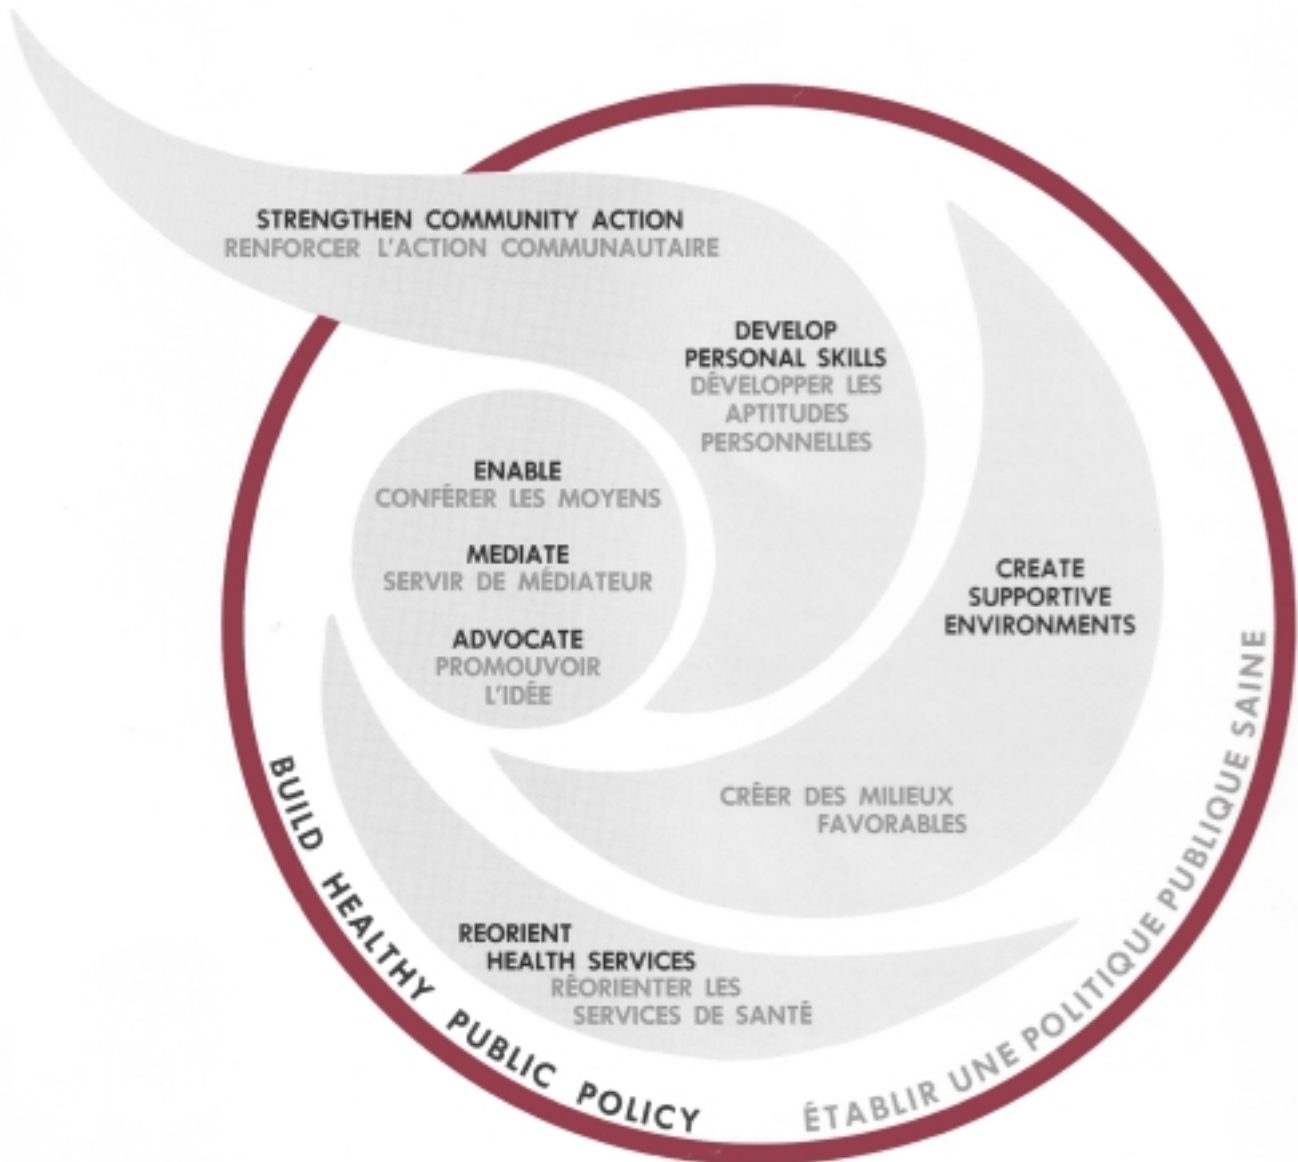 STRENGTHEN COMMUNITY ACTION
RENFORCER L'ACTION COMMUNAUTAIRE
DEVELOP
PERSONAL SKILLS
DÉVELOPPER LES
APTITUDES
PERSONNELLES
ENABLE
CONFÉRER LES MOYENS
MEDIATE
SERVIR DE MÉDIATEUR
ADVOCATE
PROMOUVOIR
L'IDÉE
CREATE
SUPPORTIVE
ENVIRONMENTS
CRÉER DES MILIEUX
FAVORABLES
REORIENT
HEALTH SERVICES
RÉORIENTER LES
SERVICES DE SANTÉ
BUILD HEALTHY PUBLIC POLICY
ÉTABLIR UNE POLITIQUE PUBLIQUE SAINE